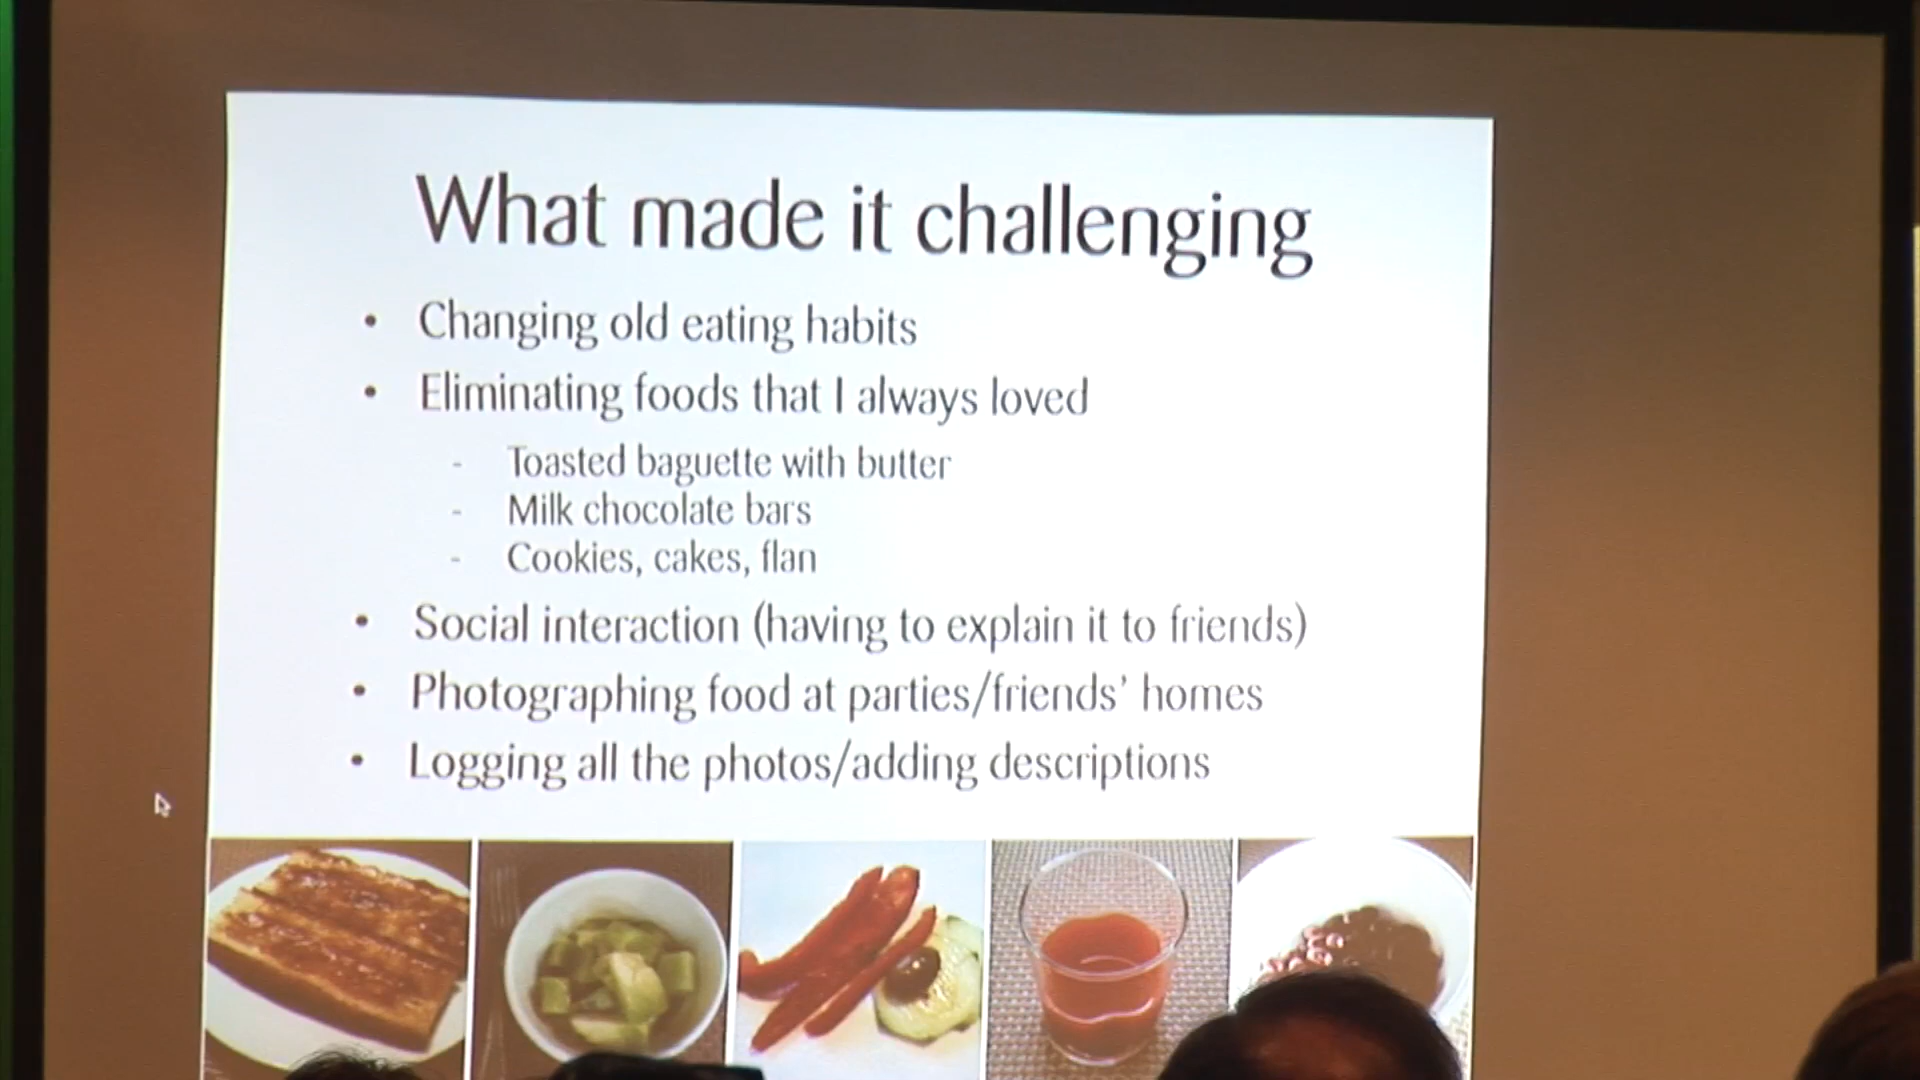 What made it challenging
• Changing old eating habits
• Eliminating foods that I always loved
- Toasted baguette with butter
- Milk chocolate bars
- Cookies, cakes, flan
• Social interaction (having to explain it to friends)
• Photographing food at parties/friends’ homes
• Logging all the photos/adding descriptions